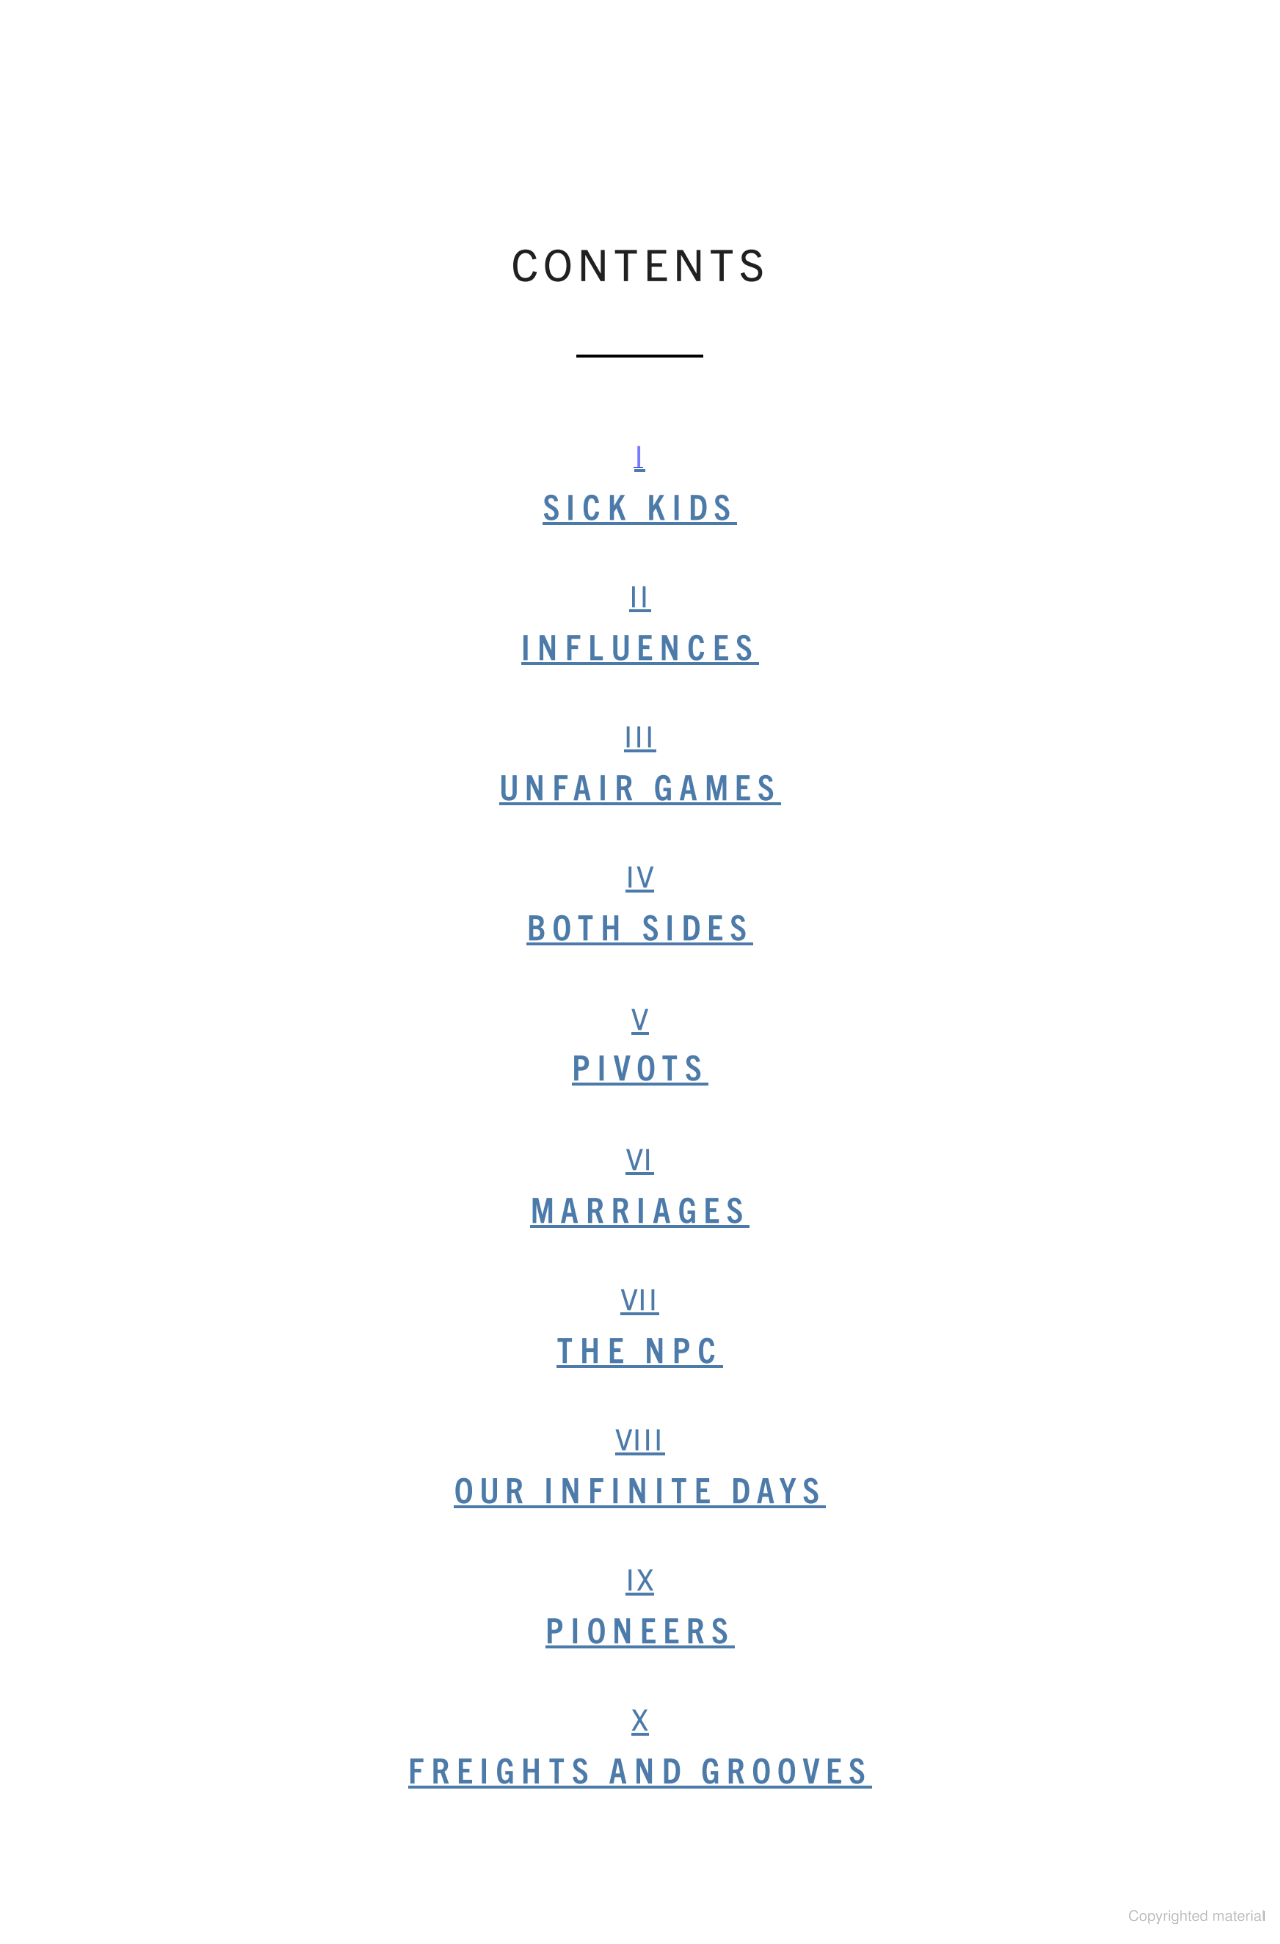 CONTENTS
I
SICK KIDS
II
INFLUENCES
III
UNFAIR GAMES
IV
BOTH SIDES
V
PIVOTS
VI
MARRIAGES
VII
THE NPC
VIII
OUR INFINITE DAYS
IX
PIONEERS
X
FREIGHTS AND GROOVES
Copyrighted material